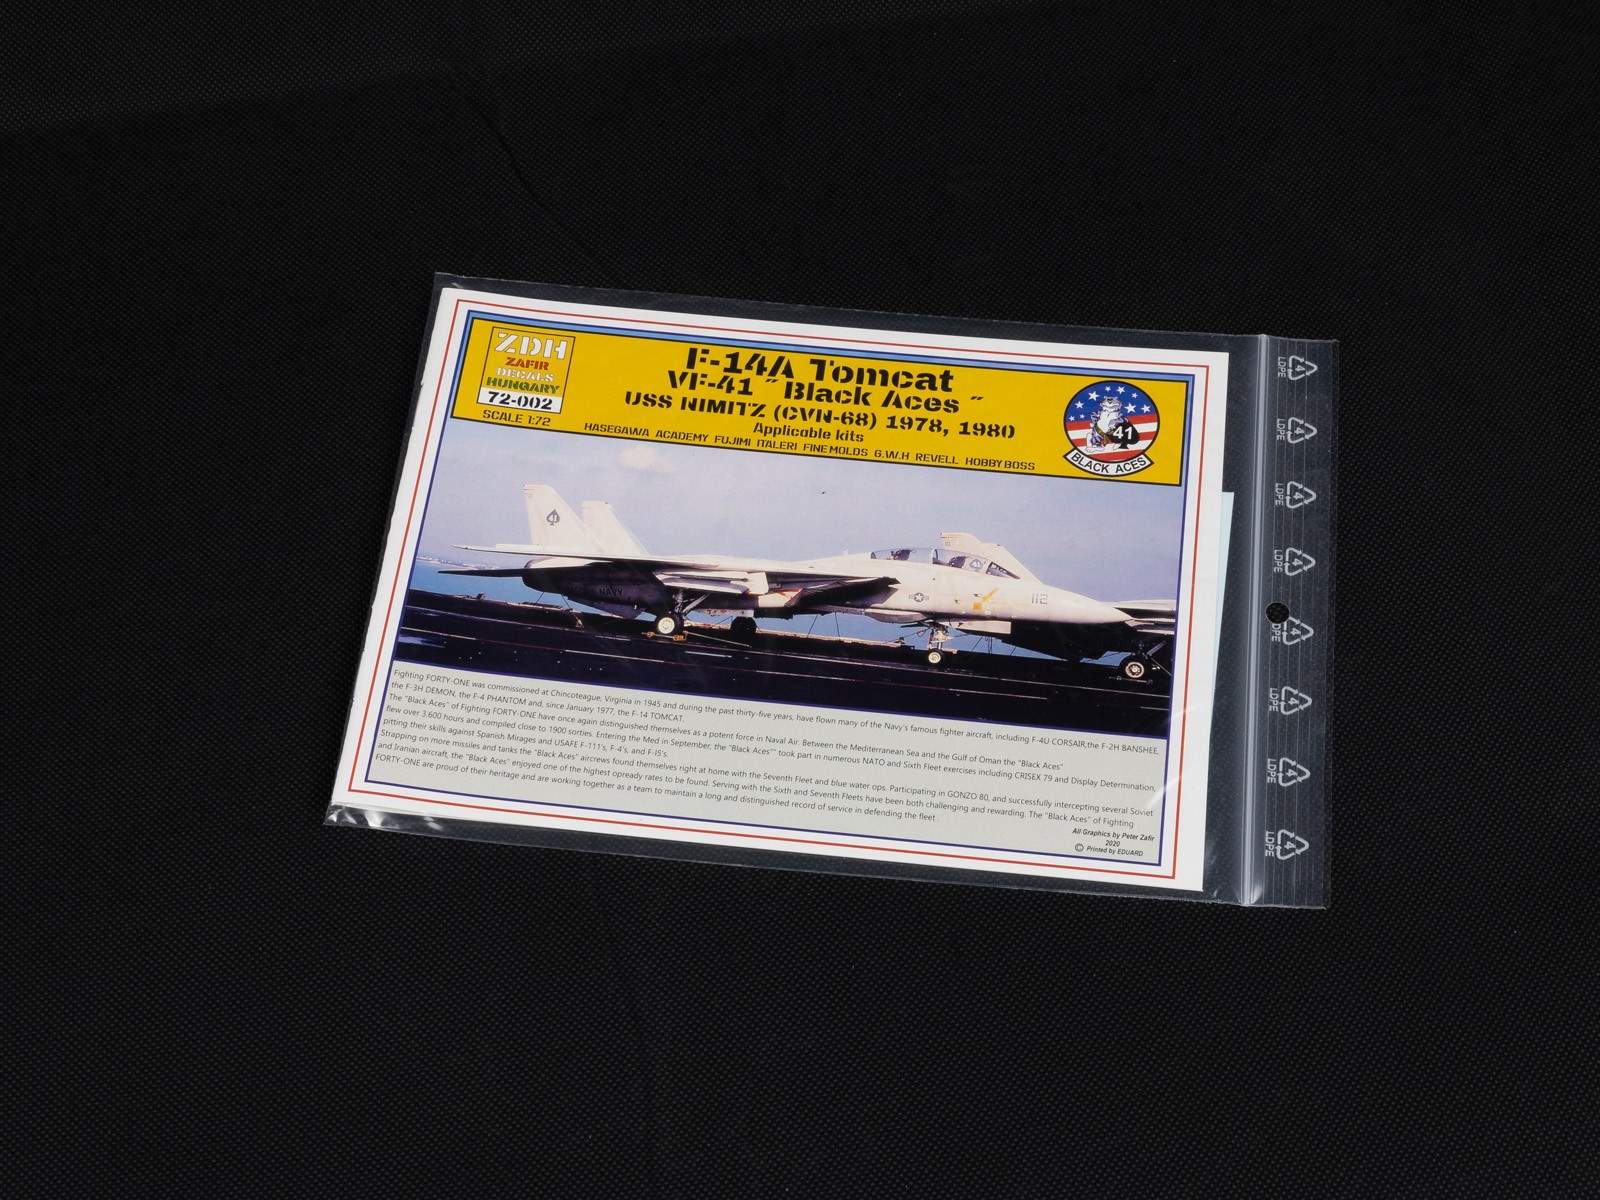 ZDH
ZAFIR
DECALS
HUNGARY
72-002
SCALE 1:72
F-14A Tomcat
VF-41 " Black Aces "
USS NIMITZ (CVN-68) 1978, 1980
Applicable kits
HASEGAWA ACADEMY FUJIMI ITALERI FINEMOLDS G.W.H REVELL HOBBYBOSS
41
BLACK ACES
41
NAVY
112
Fighting FORTY-ONE was commissioned at Chincoteague, Virginia in 1945 and during the past thirty-five years, have flown many of the Navy's famous fighter aircraft, including F-4U CORSAIR,the F-2H BANSHEE,
the F-3H DEMON, the F-4 PHANTOM and, since January 1977, the F-14 TOMCAT.
The "Black Aces" of Fighting FORTY-ONE have once again distinguished themselves as a potent force in Naval Air. Between the Mediterranean Sea and the Gulf of Oman the "Black Aces"
flew over 3.600 hours and compiled close to 1900 sorties. Entering the Med in September, the "Black Aces"" took part in numerous NATO and Sixth Fleet exercises including CRISEX 79 and Display Determination,
pitting their skills against Spanish Mirages and USAFE F-111's, F-4's, and F-15's.
Strapping on more missiles and tanks the "Black Aces" aircrews found themselves right at home with the Seventh Fleet and blue water ops. Participating in GONZO 80, and successfully intercepting several Soviet
and Iranian aircraft, the "Black Aces" enjoyed one of the highest opready rates to be found. Serving with the Sixth and Seventh Fleets have been both challenging and rewarding. The "Black Aces" of Fighting
FORTY-ONE are proud of their heritage and are working together as a team to maintain a long and distinguished record of service in defending the fleet .
All Graphics by Peter Zafir
2020
© Printed by EDUARD
4
LDPE
4
LDPE
4
LDPE
4
LDPE
4
LDPE
4
LDPE
4
LDPE
4
LDPE